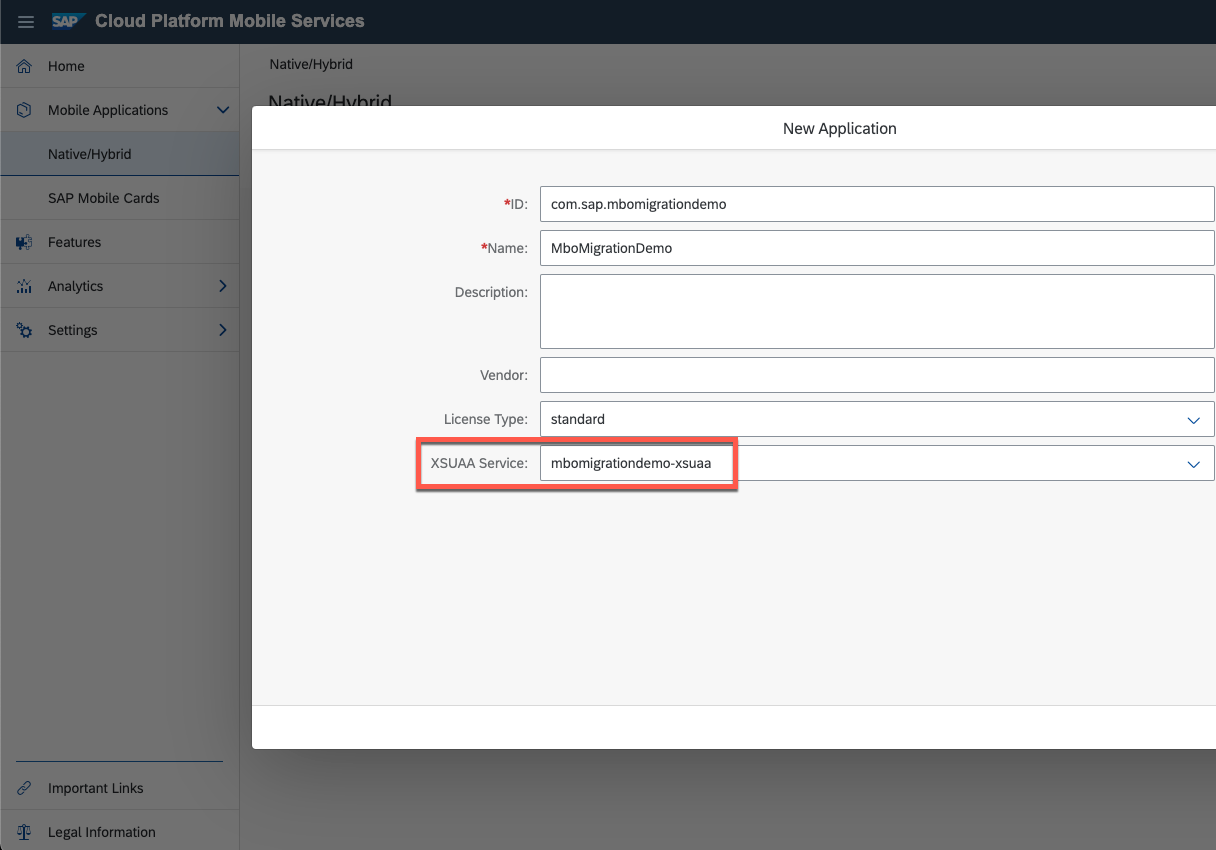 SAP Cloud Platform Mobile Services
Home
Mobile Applications
Native/Hybrid
SAP Mobile Cards
Features
Analytics
Settings
Important Links
Legal Information
Native/Hybrid
Native/Hybrid
New Application
*ID: com.sap.mbomigrationdemo
*Name: MboMigrationDemo
Description:
Vendor:
License Type: standard
XSUAA Service: mbomigrationdemo-xsuaa